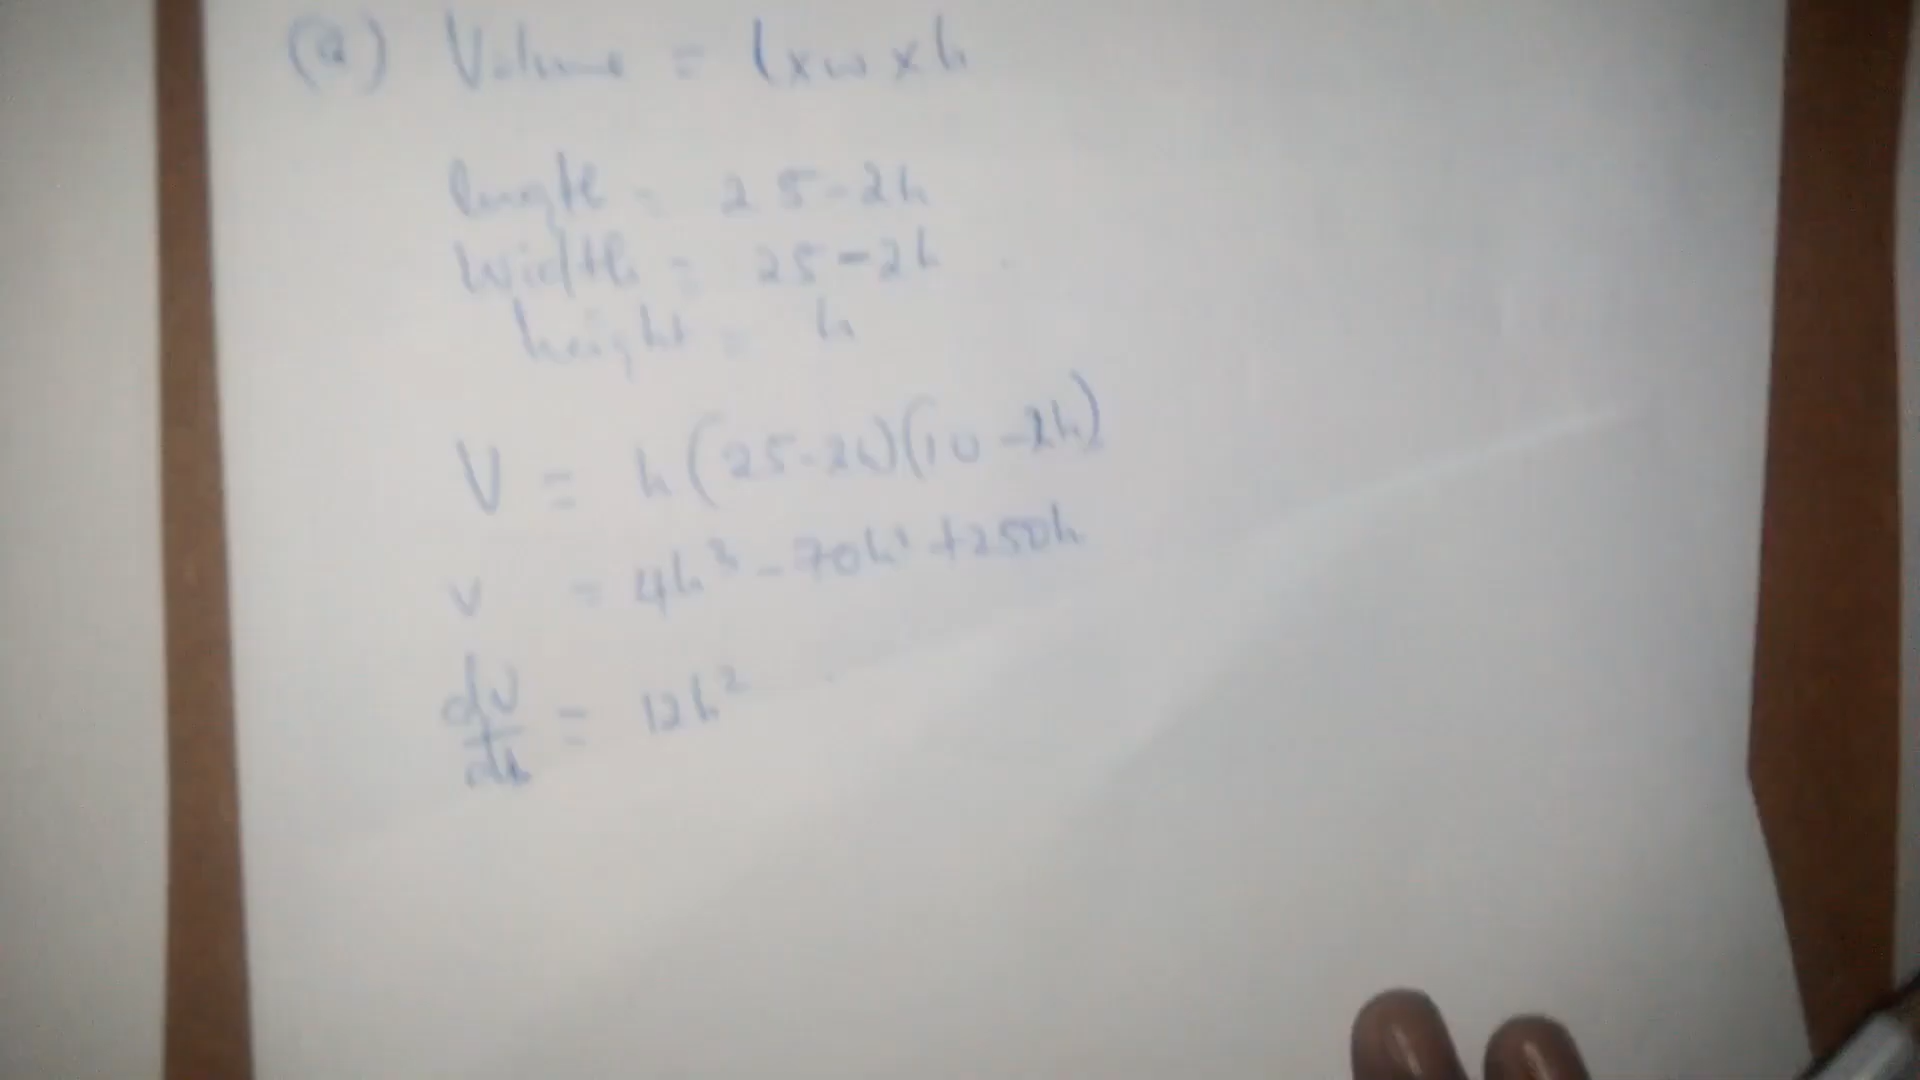 (a) Volume = l x w x h
length = 25-2h
width = 25-2h
height = h
V = h(25-2h)(10-2h)
v = 4h³-70h²+250h
dv/dh = 12h²